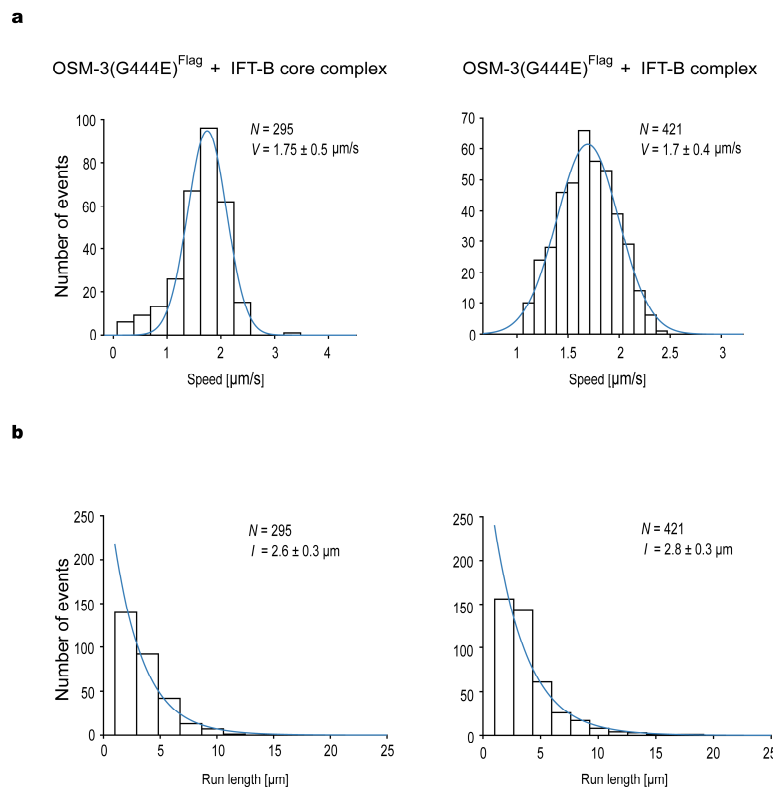 a
OSM-3(G444E)Flag + IFT-B core complex
OSM-3(G444E)Flag + IFT-B complex
Number of events
100
80
60
40
20
0
N = 295
V = 1.75 ± 0.5 µm/s
0 1 2 3 4
Speed [µm/s]
70
60
50
40
30
20
10
0
N = 421
V = 1.7 ± 0.4 µm/s
1 1.5 2 2.5 3
Speed [µm/s]
b
Number of events
250
200
150
100
50
0
N = 295
l = 2.6 ± 0.3 µm
0 5 10 15 20 25
Run length [µm]
250
200
150
100
50
0
N = 421
l = 2.8 ± 0.3 µm
0 5 10 15 20 25
Run length [µm]